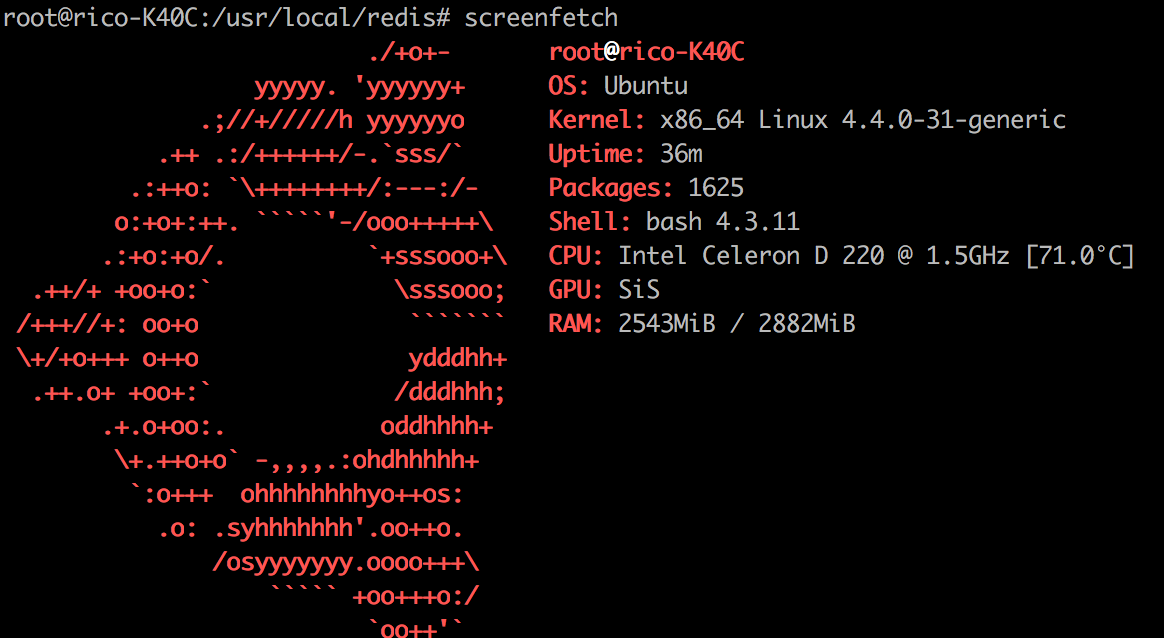 root@rico-K40C:/usr/local/redis# screenfetch
                          ./+o+-       root@rico-K40C
                  yyyyy. 'yyyyyy+      OS: Ubuntu
              .;//+/////h yyyyyyo      Kernel: x86_64 Linux 4.4.0-31-generic
           .++ .:/++++++/-.`sss/`      Uptime: 36m
         .:++o: `\++++++++/:---:/-     Packages: 1625
        o:+o+:++. `````'-/ooo+++++\    Shell: bash 4.3.11
       .:+o:+o/.          `+sssooo+\   CPU: Intel Celeron D 220 @ 1.5GHz [71.0°C]
  .++/+ +oo+o:`             \sssooo;   GPU: SiS
 /+++//+: oo+o               ```````   RAM: 2543MiB / 2882MiB
 \+/+o+++ o++o               ydddhh+
  .++.o+ +oo+:`             /dddhhh;
       .+.o+oo:.           oddhhhh+
        \+.++o+o` -,,,,.:ohdhhhhh+
         `:o+++  ohhhhhhhhyo++os:
           .o: .syhhhhhhh'.oo++o.
               /osyyyyyyy.oooo+++\
                   ````` +oo+++o:/
                          `oo++'`